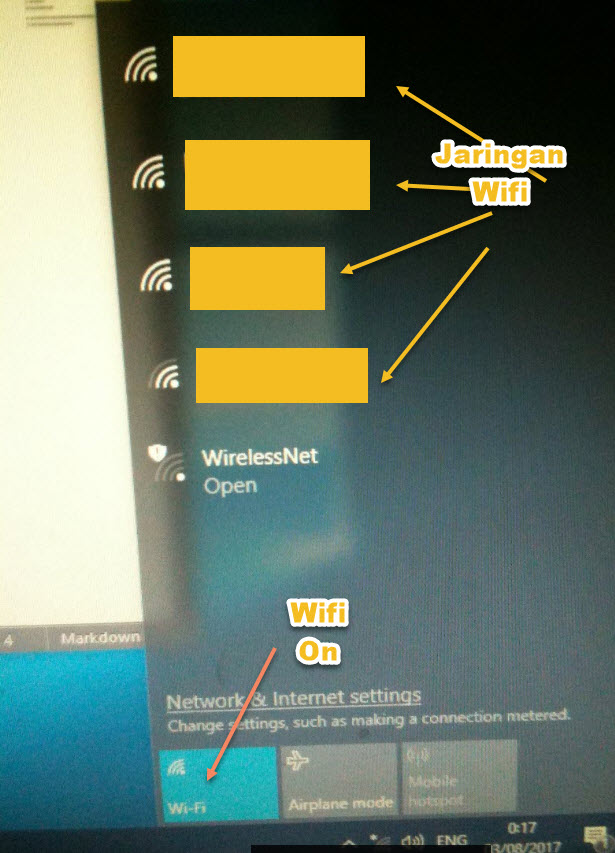 Jaringan
Wifi
WirelessNet
Open
Wifi
On
4 Markdown
Network & Internet settings
Change settings, such as making a connection metered.
Wi-Fi
Airplane mode
Mobile
hotspot
ENG
0:17
3/08/2017